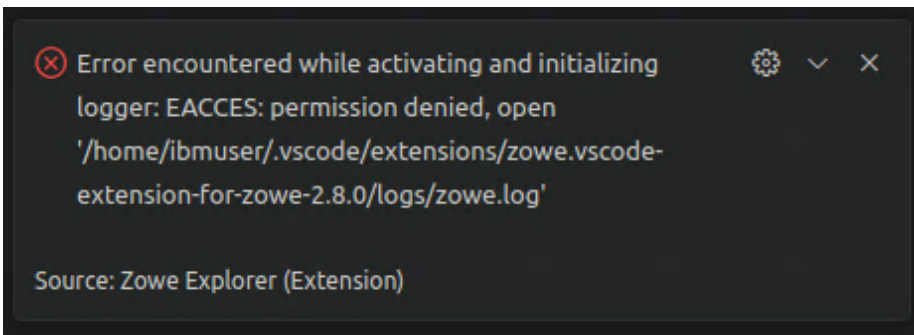 Error encountered while activating and initializing
logger: EACCES: permission denied, open
'/home/ibmuser/.vscode/extensions/zowe.vscode-
extension-for-zowe-2.8.0/logs/zowe.log'
Source: Zowe Explorer (Extension)